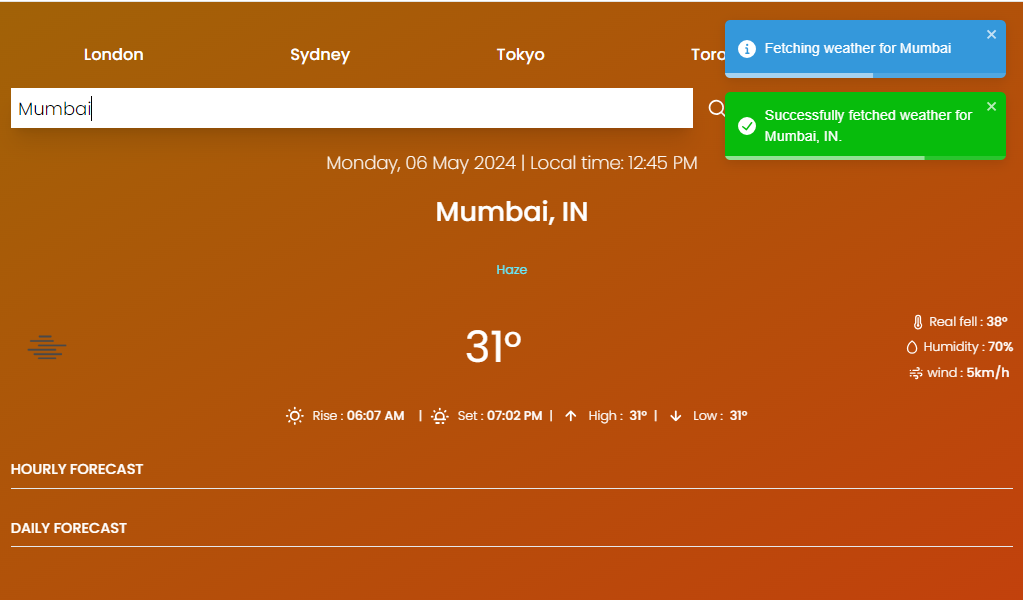 London Sydney Tokyo Toro
Fetching weather for Mumbai
Mumbai
Successfully fetched weather for
Mumbai, IN.
Monday, 06 May 2024 | Local time: 12:45 PM
Mumbai, IN
Haze
31°
Real fell : 38°
Humidity : 70%
wind : 5km/h
Rise : 06:07 AM | Set : 07:02 PM | High : 31° | Low : 31°
HOURLY FORECAST
DAILY FORECAST